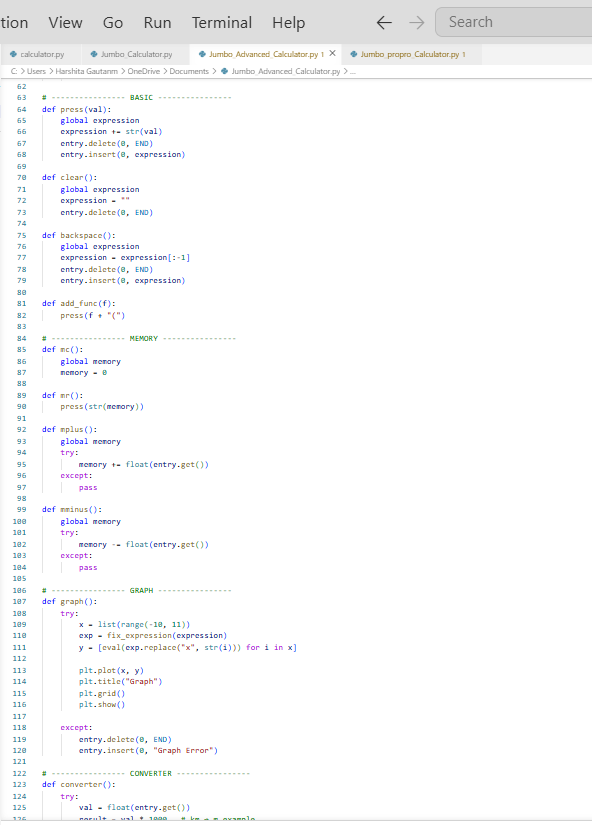 tion View Go Run Terminal Help ← → Search
calculator.py Jumbo_Calculator.py Jumbo_Advanced_Calculator.py 1 × Jumbo_propro_Calculator.py 1
C: > Users > Harshita Gautanm > OneDrive > Documents > Jumbo_Advanced_Calculator.py > ...
62
63 # ---------------- BASIC ----------------
64 def press(val):
65 global expression
66 expression += str(val)
67 entry.delete(0, END)
68 entry.insert(0, expression)
69
70 def clear():
71 global expression
72 expression = ""
73 entry.delete(0, END)
74
75 def backspace():
76 global expression
77 expression = expression[:-1]
78 entry.delete(0, END)
79 entry.insert(0, expression)
80
81 def add_func(f):
82 press(f + "(")
83
84 # ---------------- MEMORY ----------------
85 def mc():
86 global memory
87 memory = 0
88
89 def mr():
90 press(str(memory))
91
92 def mplus():
93 global memory
94 try:
95 memory += float(entry.get())
96 except:
97 pass
98
99 def mminus():
100 global memory
101 try:
102 memory -= float(entry.get())
103 except:
104 pass
105
106 # ---------------- GRAPH ----------------
107 def graph():
108 try:
109 x = list(range(-10, 11))
110 exp = fix_expression(expression)
111 y = [eval(exp.replace("x", str(i))) for i in x]
112
113 plt.plot(x, y)
114 plt.title("Graph")
115 plt.grid()
116 plt.show()
117
118 except:
119 entry.delete(0, END)
120 entry.insert(0, "Graph Error")
121
122 # ---------------- CONVERTER ----------------
123 def converter():
124 try:
125 val = float(entry.get())
126 result = val * 1000 # km → m example